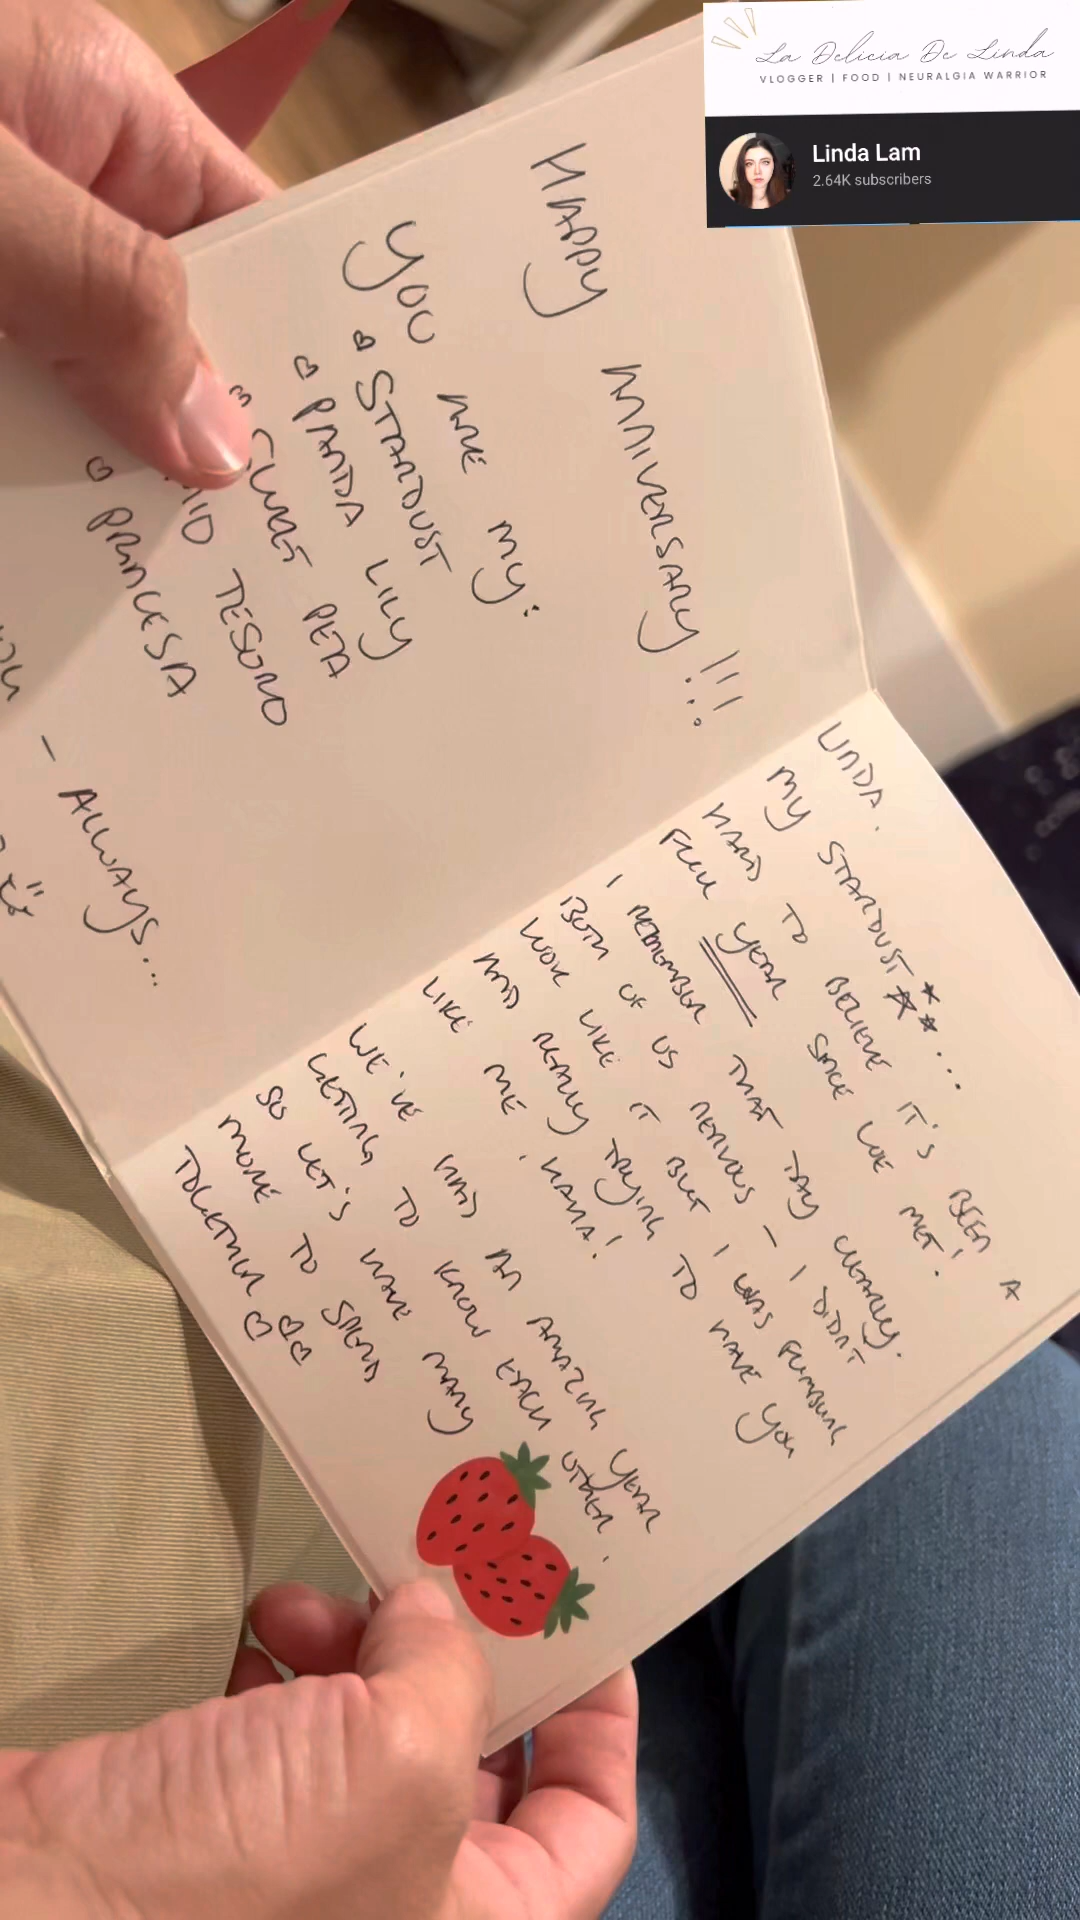 La Delicia De Linda
VLOGGER | FOOD | NEURALGIA WARRIOR
Linda Lam
2.64K subscribers
HAPPY ANNIVERSARY!!!
YOU ARE MY:
STARDUST
PANDA LILY
SWEET PEA
TESORO
PRINCESA
- ALWAYS...
LINDA.
MY STARDUST...
HARD TO BELIEVE IT'S BEEN A
FULL YEAR SINCE WE MET!
I REMEMBER THAT DAY CLEARLY.
BOTH OF US NERVOUS - I DIDN'T
LOOK LIKE IT BUT I WAS FUMBLING
AND REALLY TRYING TO HAVE YOU
LIKE ME. HAHA!
WE'VE HAD AN AMAZING YEAR
GETTING TO KNOW EACH OTHER.
SO LET'S HAVE MANY
MORE TO SPEND
TOGETHER